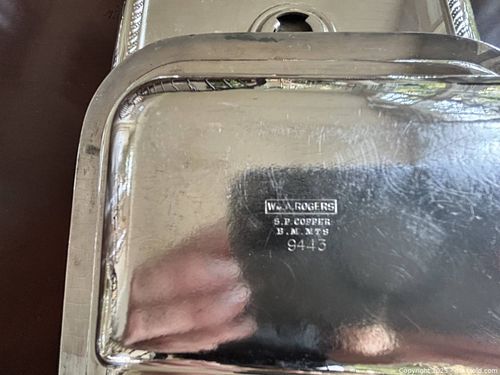 Wm.A.ROGERS
S.P. COPPER
B.M.MTS
9443